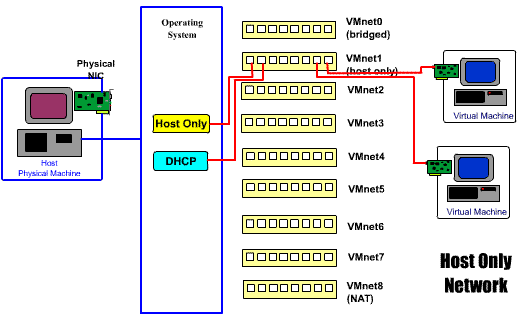 Operating
System
Physical
NIC
Host
Physical Machine
Host Only
DHCP
VMnet0
(bridged)
VMnet1
(host only)
VMnet2
VMnet3
VMnet4
VMnet5
VMnet6
VMnet7
VMnet8
(NAT)
Virtual Machine
Virtual Machine
Host Only
Network